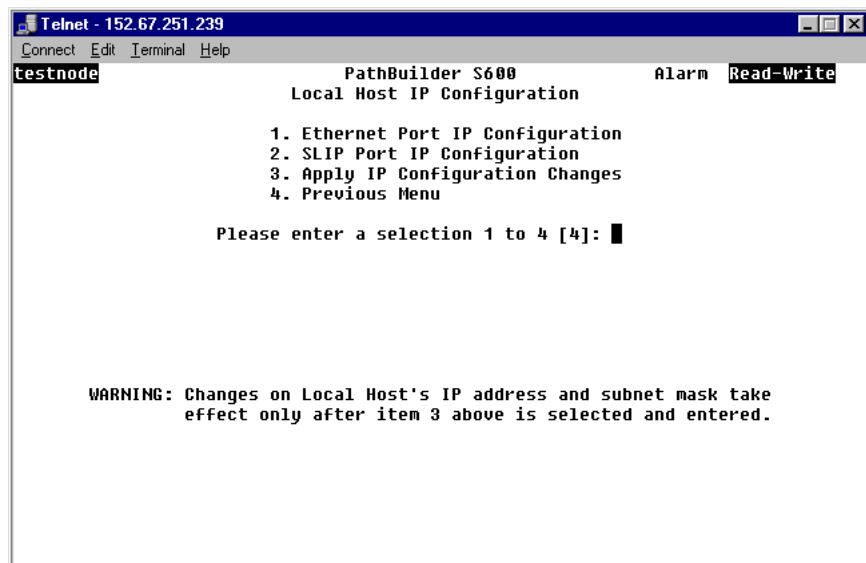 Telnet - 152.67.251.239
Connect Edit Terminal Help
testnode PathBuilder S600 Alarm Read-Write
Local Host IP Configuration
1. Ethernet Port IP Configuration
2. SLIP Port IP Configuration
3. Apply IP Configuration Changes
4. Previous Menu
Please enter a selection 1 to 4 [4]:
WARNING: Changes on Local Host's IP address and subnet mask take
effect only after item 3 above is selected and entered.